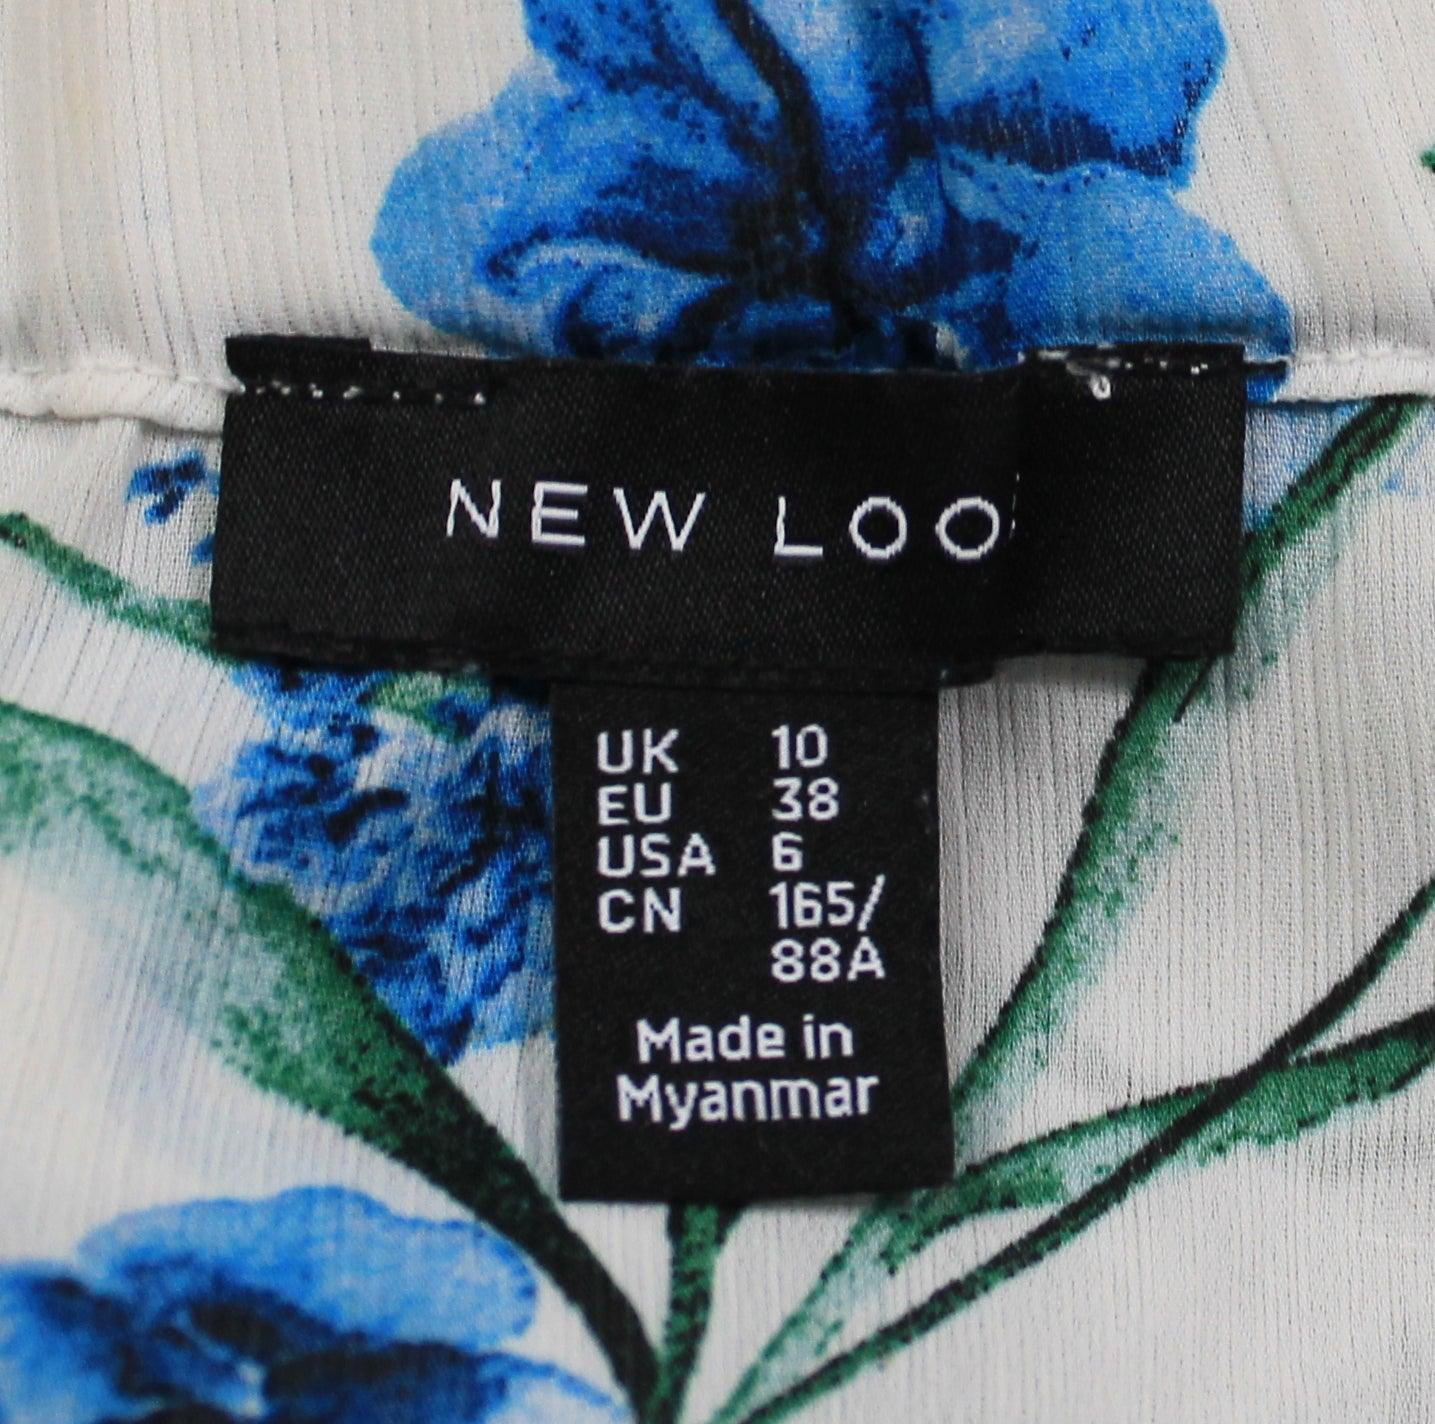 NEW LOO
UK 10
EU 38
USA 6
CN 165/
88A
Made in
Myanmar